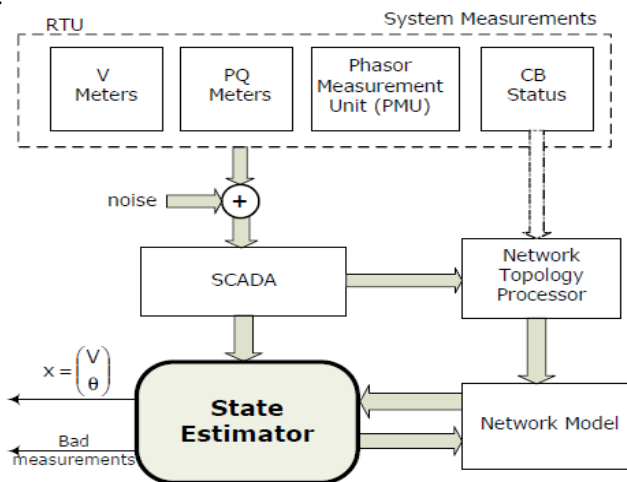 RTU
System Measurements
V
Meters
PQ
Meters
Phasor
Measurement
Unit (PMU)
CB
Status
noise
+
SCADA
Network
Topology
Processor
x = (V
θ)
Bad
measurements
State
Estimator
Network Model